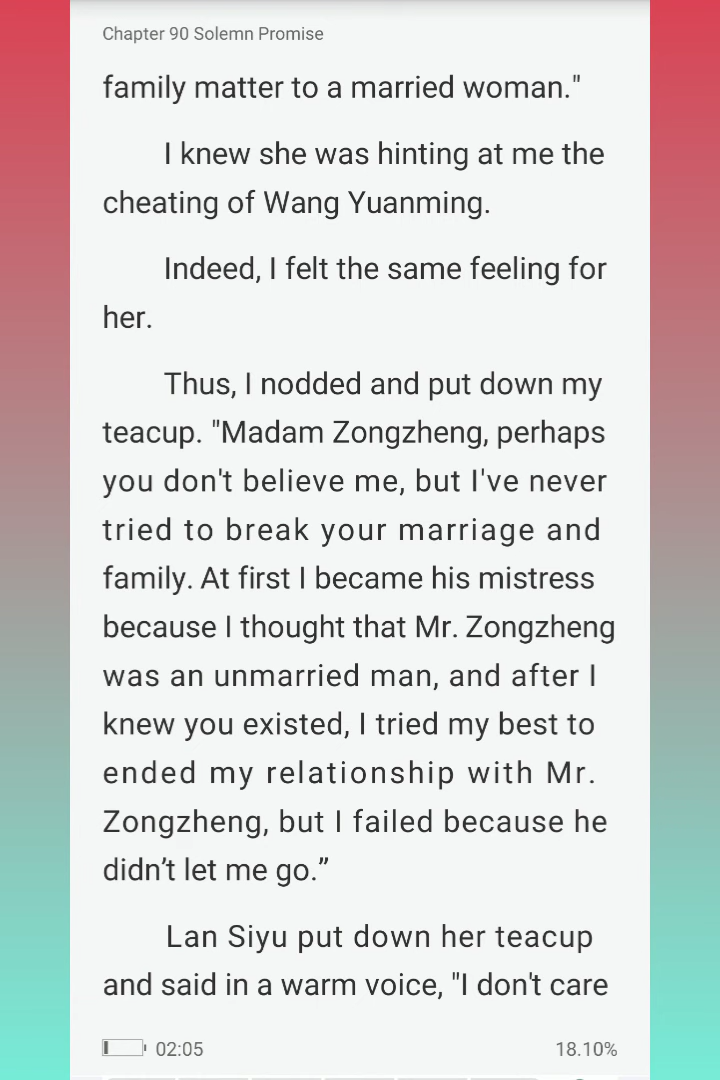 Chapter 90 Solemn Promise
family matter to a married woman."
I knew she was hinting at me the
cheating of Wang Yuanming.
Indeed, I felt the same feeling for
her.
Thus, I nodded and put down my
teacup. "Madam Zongzheng, perhaps
you don't believe me, but I've never
tried to break your marriage and
family. At first I became his mistress
because I thought that Mr. Zongzheng
was an unmarried man, and after I
knew you existed, I tried my best to
ended my relationship with Mr.
Zongzheng, but I failed because he
didn’t let me go.”
Lan Siyu put down her teacup
and said in a warm voice, "I don't care
02:05
18.10%